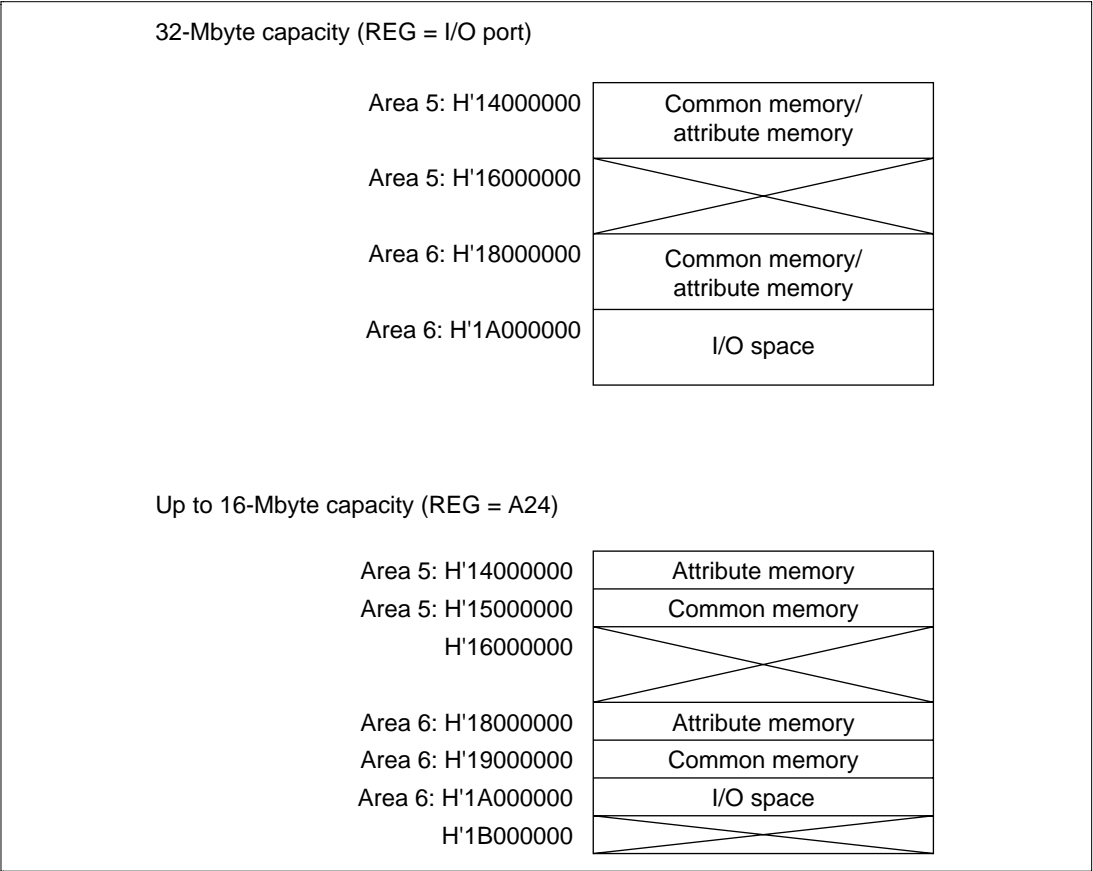 32-Mbyte capacity (REG = I/O port)
Area 5: H'14000000
Common memory/
attribute memory
Area 5: H'16000000
Area 6: H'18000000
Common memory/
attribute memory
Area 6: H'1A000000
I/O space
Up to 16-Mbyte capacity (REG = A24)
Area 5: H'14000000 Attribute memory
Area 5: H'15000000 Common memory
H'16000000
Area 6: H'18000000 Attribute memory
Area 6: H'19000000 Common memory
Area 6: H'1A000000 I/O space
H'1B000000